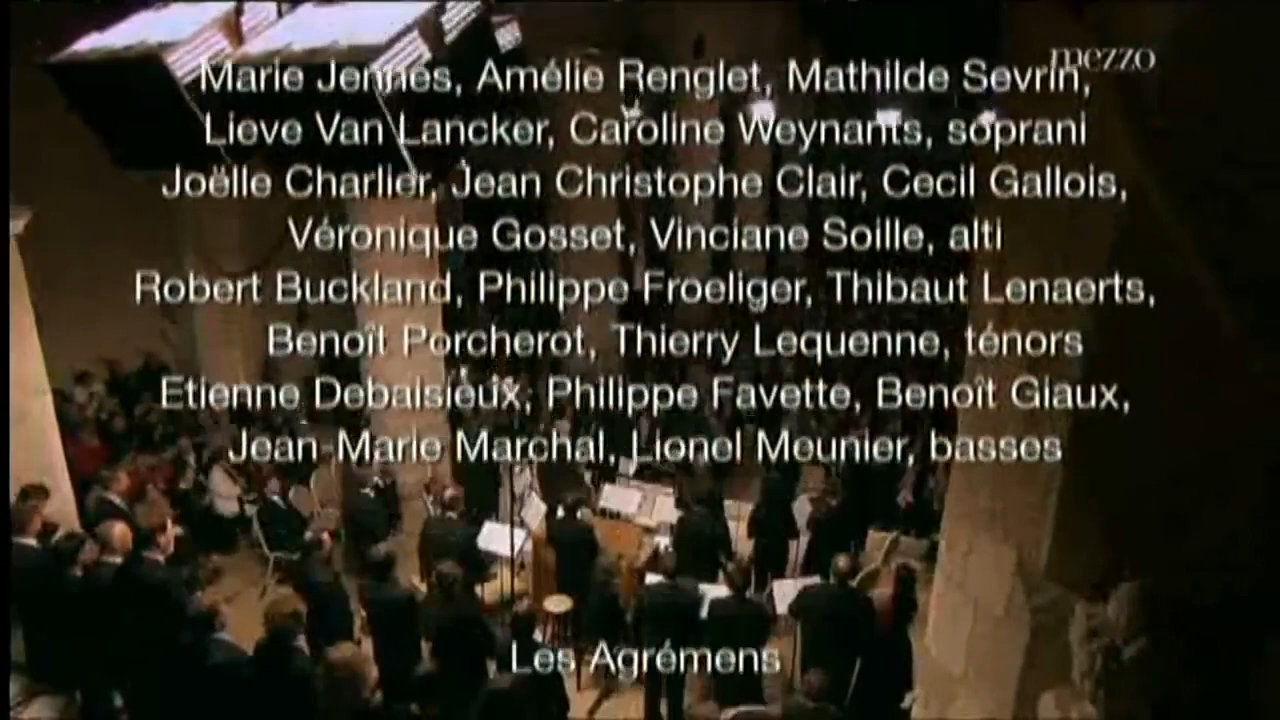 mezzo
Marie Jennes, Amélie Renglet, Mathilde Sevrin,
Lieve Van Lancker, Caroline Weynants, soprani
Joëlle Charlier, Jean Christophe Clair, Cecil Gallois,
Véronique Gosset, Vinciane Soille, alti
Robert Buckland, Philippe Froeliger, Thibaut Lenaerts,
Benoît Porcherot, Thierry Lequenne, ténors
Etienne Debaisieux, Philippe Favette, Benoît Giaux,
Jean-Marie Marchal, Lionel Meunier, basses
Les Agrémens